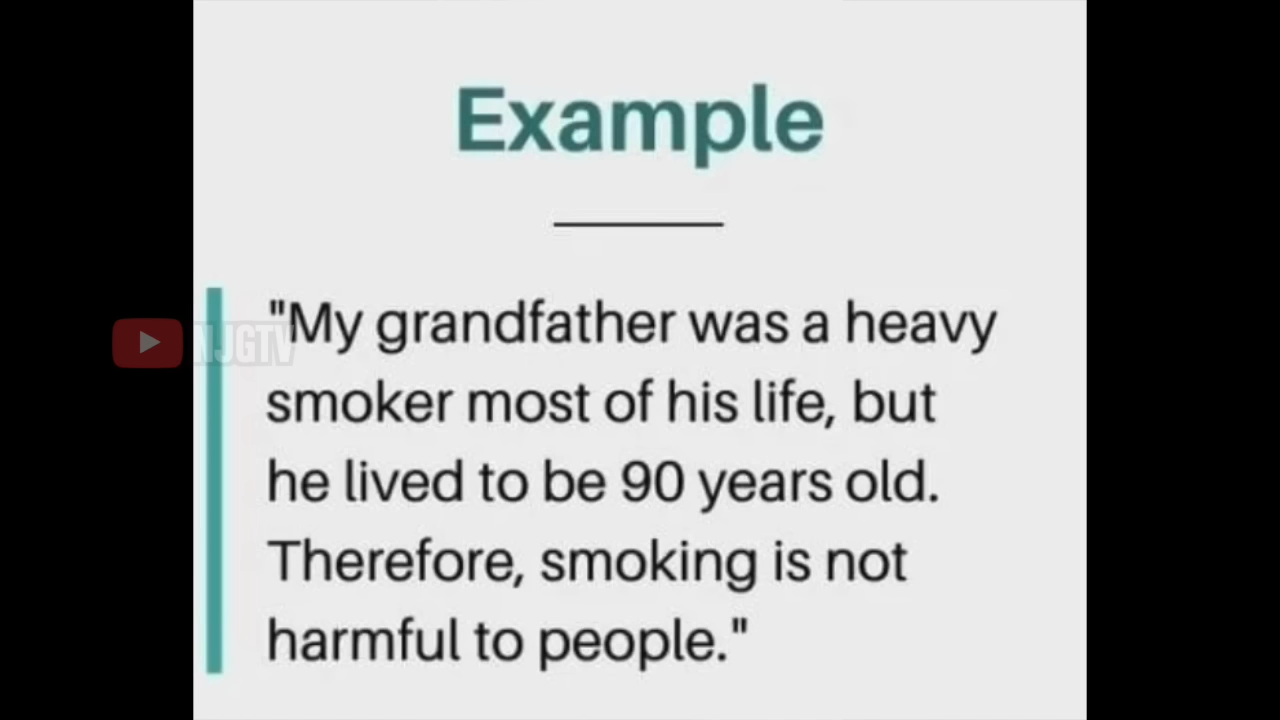 Example
"My grandfather was a heavy
NJGTV
smoker most of his life, but
he lived to be 90 years old.
Therefore, smoking is not
harmful to people."